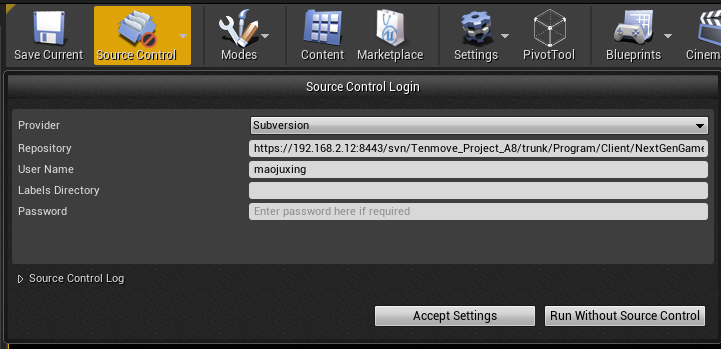 Save Current Source Control Modes Content Marketplace Settings PivotTool Blueprints Cinem
Source Control Login
Provider Subversion
Repository https://192.168.2.12:8443/svn/Tenmove_Project_A8/trunk/Program/Client/NextGenGame
User Name maojuxing
Labels Directory
Password Enter password here if required
Source Control Log
Accept Settings Run Without Source Control